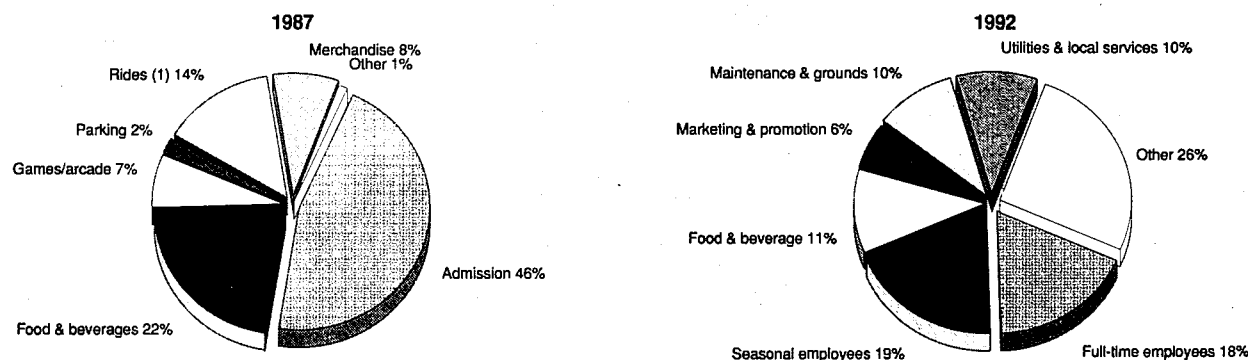 1987
Merchandise 8%
Other 1%
Rides (1) 14%
Parking 2%
Games/arcade 7%
Admission 46%
Food & beverages 22%
1992
Utilities & local services 10%
Maintenance & grounds 10%
Marketing & promotion 6%
Other 26%
Food & beverage 11%
Seasonal employees 19%
Full-time employees 18%